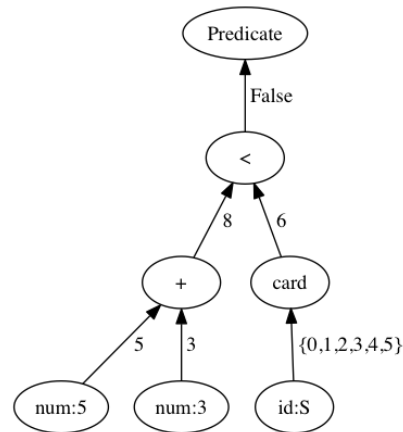 Predicate
False
<
8
6
+
card
5
3
{0,1,2,3,4,5}
num:5
num:3
id:S